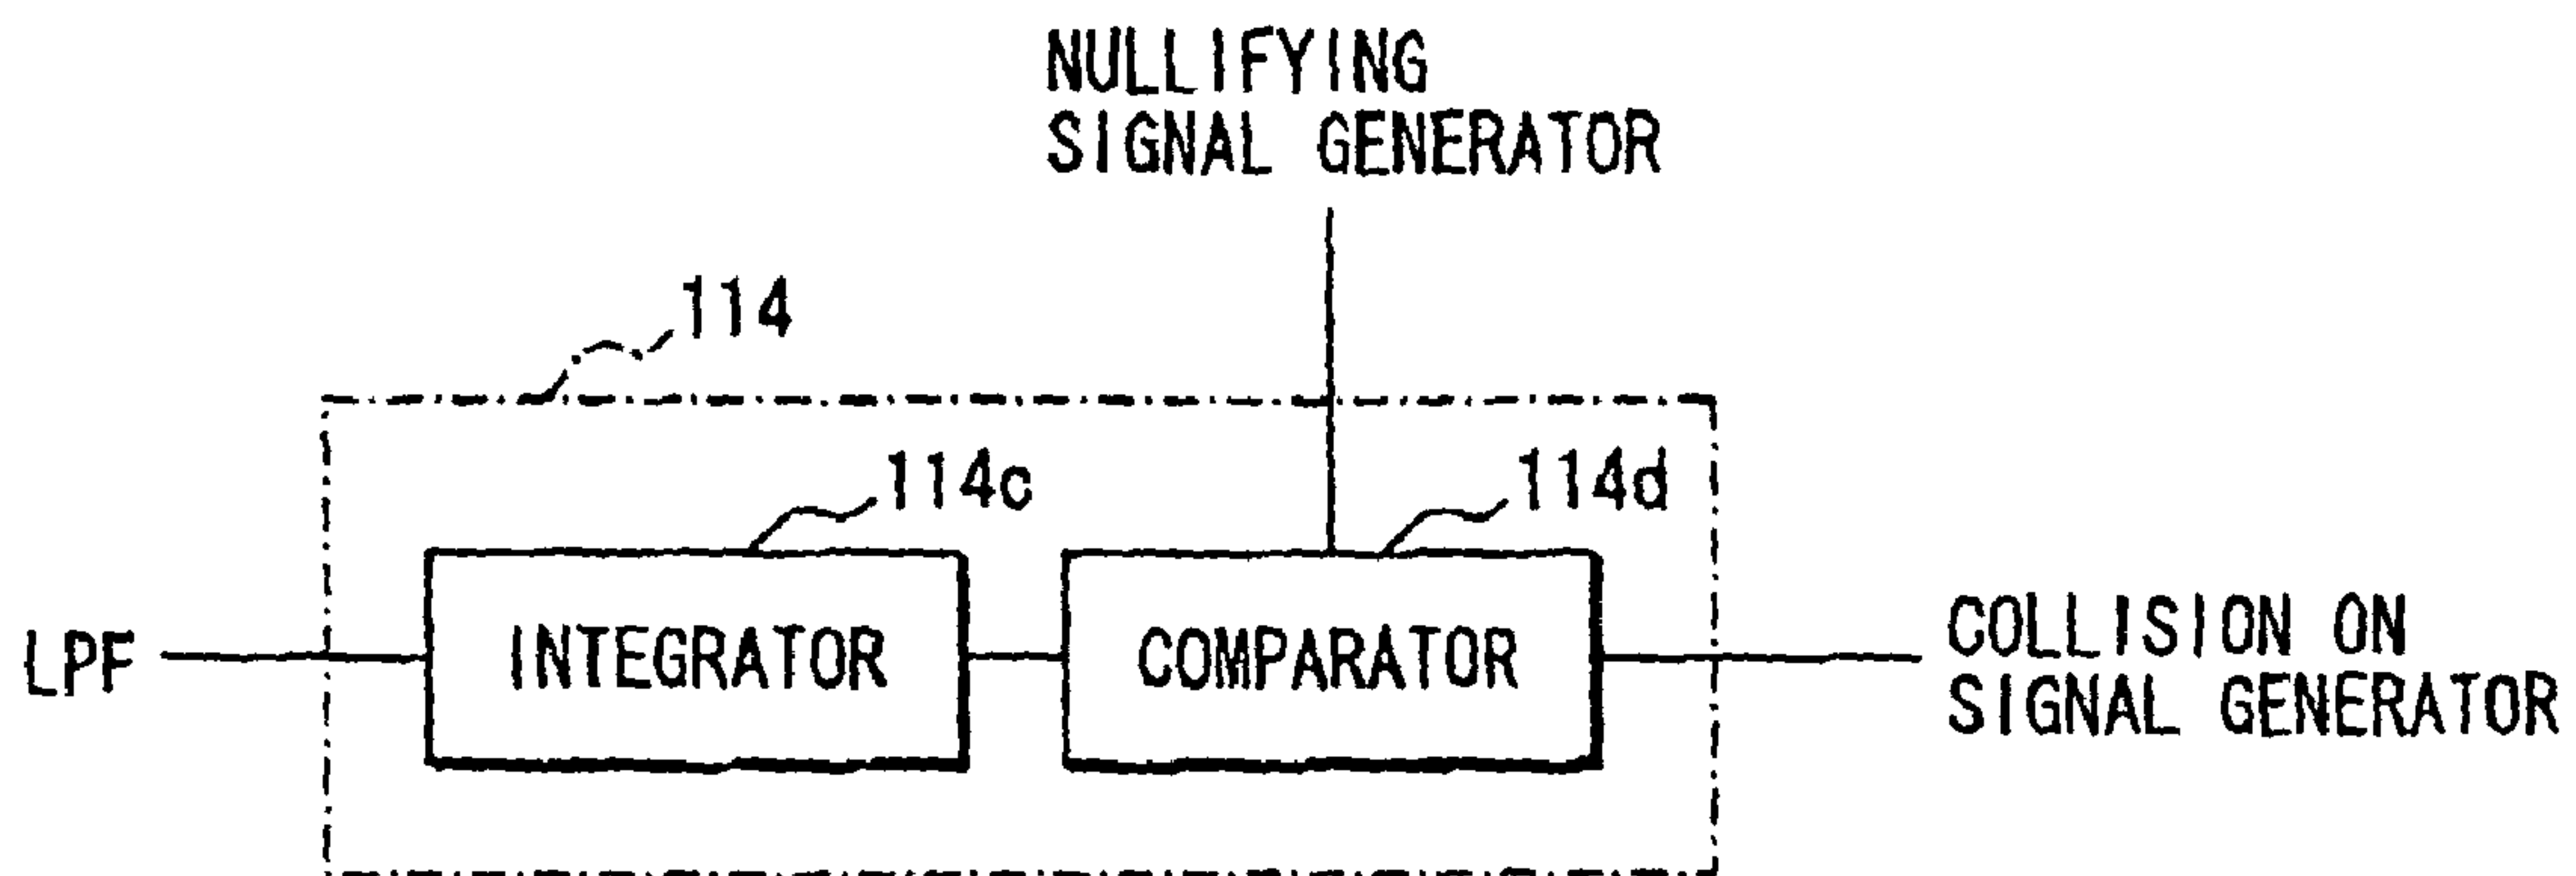 NULLIFYING
SIGNAL GENERATOR
114
114c
114d
LPF
INTEGRATOR
COMPARATOR
COLLISION ON
SIGNAL GENERATOR